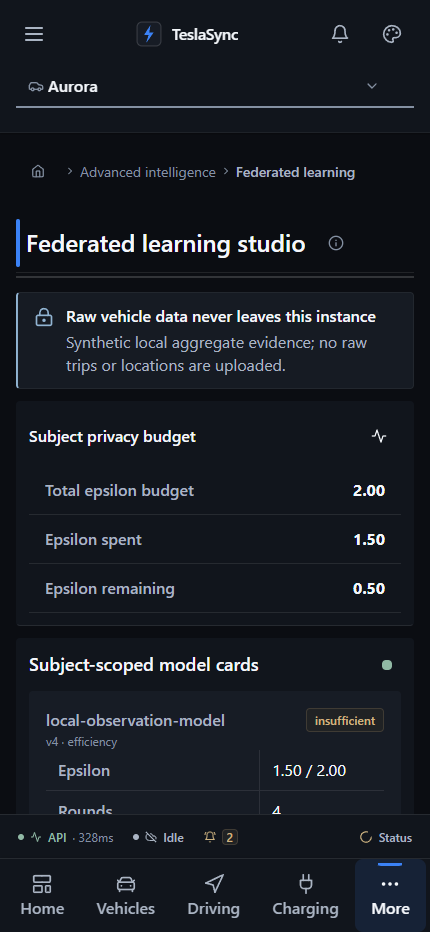 TeslaSync
Aurora
Advanced intelligence
Federated learning
Federated learning studio
Raw vehicle data never leaves this instance
Synthetic local aggregate evidence; no raw
trips or locations are uploaded.
Subject privacy budget
Total epsilon budget 2.00
Epsilon spent 1.50
Epsilon remaining 0.50
Subject-scoped model cards
local-observation-model insufficient
v4 · efficiency
Epsilon 1.50 / 2.00
Rounds 4
API · 328ms Idle 2 Status
Home Vehicles Driving Charging More